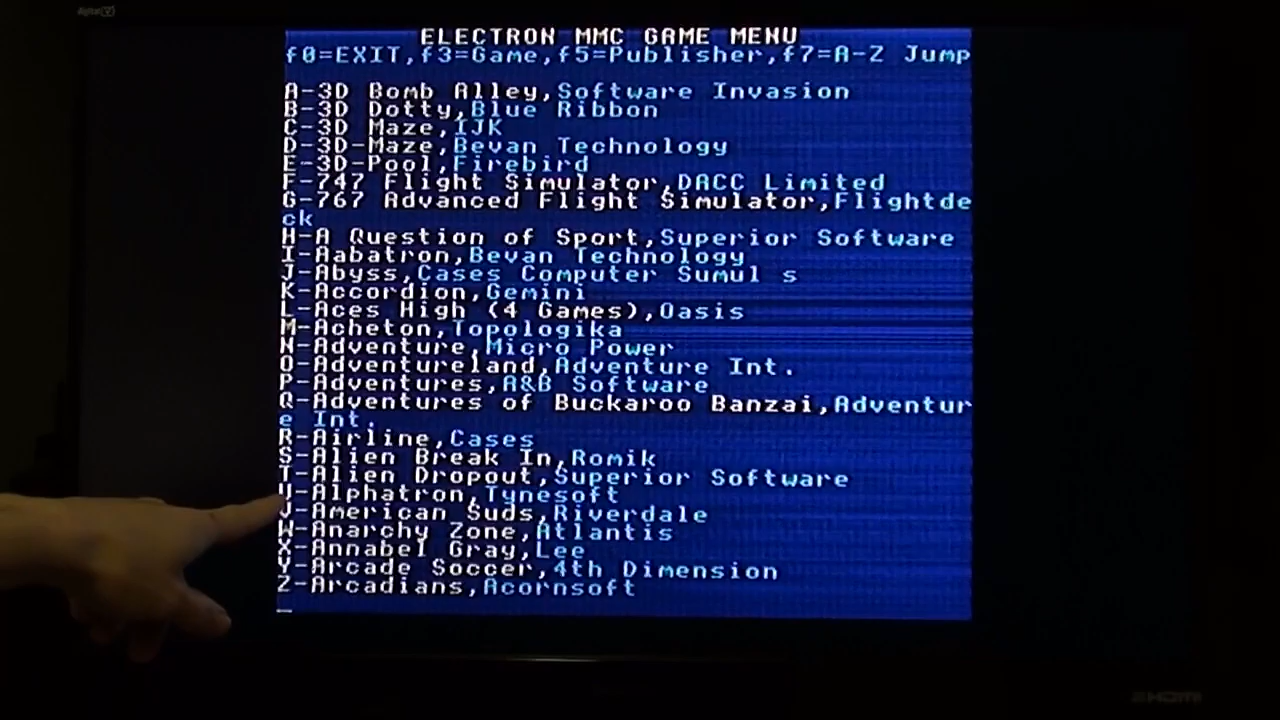 ELECTRON MMC GAME MENU
f0=EXIT,f3=Game,f5=Publisher,f7=A-Z Jump
A-3D Bomb Alley,Software Invasion
B-3D Dotty,Blue Ribbon
C-3D Maze,IJK
D-3D-Maze,Bevan Technology
E-3D-Pool,Firebird
F-747 Flight Simulator,DACC Limited
G-767 Advanced Flight Simulator,Flightde
ck
H-A Question of Sport,Superior Software
I-Aabatron,Bevan Technology
J-Abyss,Cases Computer Sumul s
K-Accordion,Gemini
L-Aces High (4 Games),Oasis
M-Acheton,Topologika
N-Adventure,Micro Power
O-Adventureland,Adventure Int.
P-Adventures,A&B Software
Q-Adventures of Buckaroo Banzai,Adventur
e Int.
R-Airline,Cases
S-Alien Break In,Romik
T-Alien Dropout,Superior Software
U-Alphatron,Tynesoft
V-American Suds,Riverdale
W-Anarchy Zone,Atlantis
X-Annabel Gray,Lee
Y-Arcade Soccer,4th Dimension
Z-Arcadians,Acornsoft
HDMI